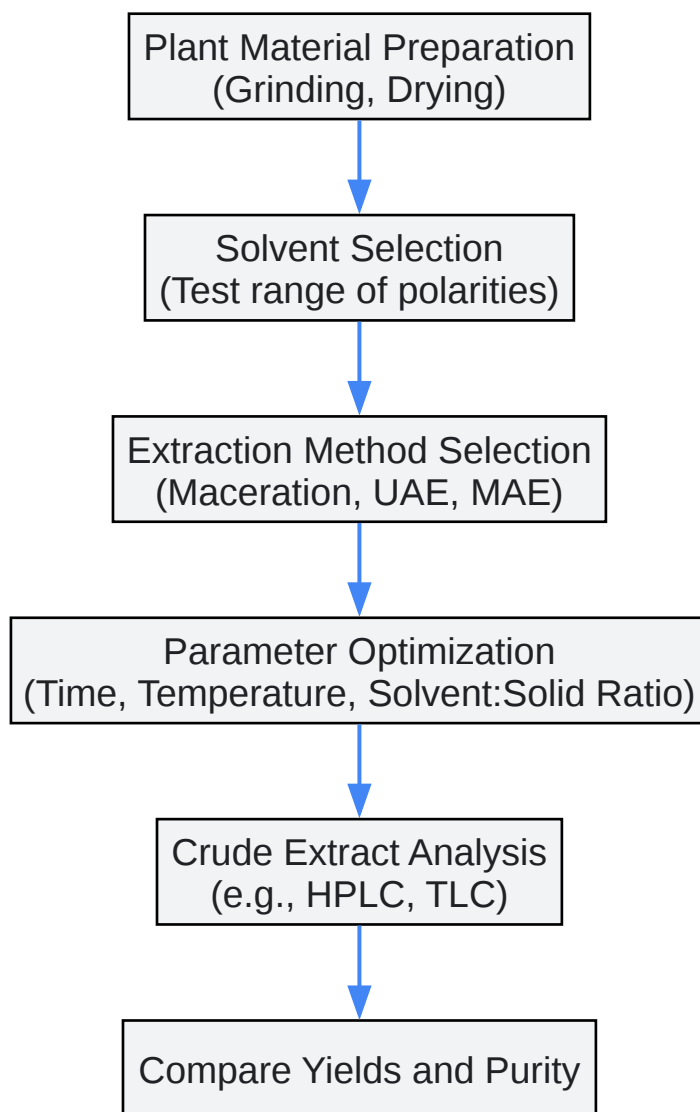 Plant Material Preparation
(Grinding, Drying)
Solvent Selection
(Test range of polarities)
Extraction Method Selection
(Maceration, UAE, MAE)
Parameter Optimization
(Time, Temperature, Solvent:Solid Ratio)
Crude Extract Analysis
(e.g., HPLC, TLC)
Compare Yields and Purity